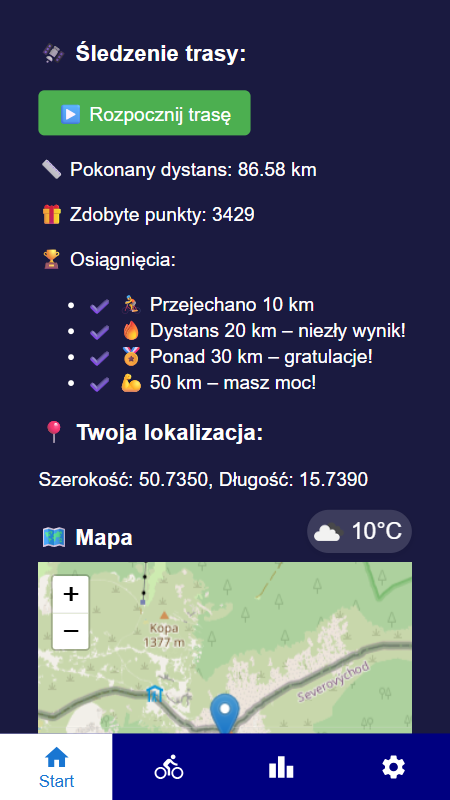 Śledzenie trasy:
Rozpocznij trasę
Pokonany dystans: 86.58 km
Zdobyte punkty: 3429
Osiągnięcia:
Przejechano 10 km
Dystans 20 km – niezły wynik!
Ponad 30 km – gratulacje!
50 km – masz moc!
Twoja lokalizacja:
Szerokość: 50.7350, Długość: 15.7390
Mapa
10°C
+
−
Kopa
1377 m
Severovýchod
Start